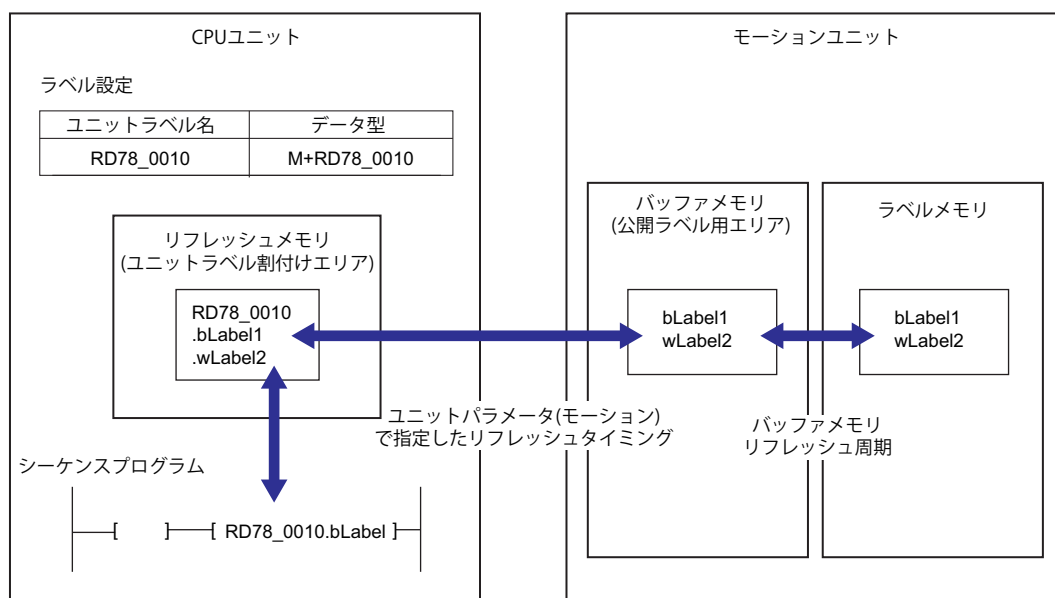 CPUユニット
ラベル設定
ユニットラベル名 データ型
RD78_0010 M+RD78_0010
リフレッシュメモリ
(ユニットラベル割付けエリア)
RD78_0010
.bLabel1
.wLabel2
シーケンスプログラム
[ ] [ RD78_0010.bLabel ]
ユニットパラメータ(モーション)
で指定したリフレッシュタイミング
モーションユニット
バッファメモリ
(公開ラベル用エリア)
bLabel1
wLabel2
ラベルメモリ
bLabel1
wLabel2
バッファメモリ
リフレッシュ周期